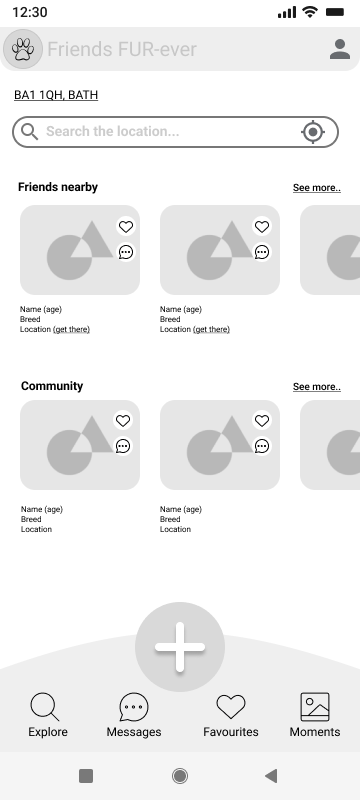 12:30
Friends FUR-ever
BA1 1QH, BATH
Search the location...
Friends nearby
See more..
Name (age)
Breed
Location (get there)
Name (age)
Breed
Location (get there)
Community
See more..
Name (age)
Breed
Location
Name (age)
Breed
Location
Explore
Messages
Favourites
Moments